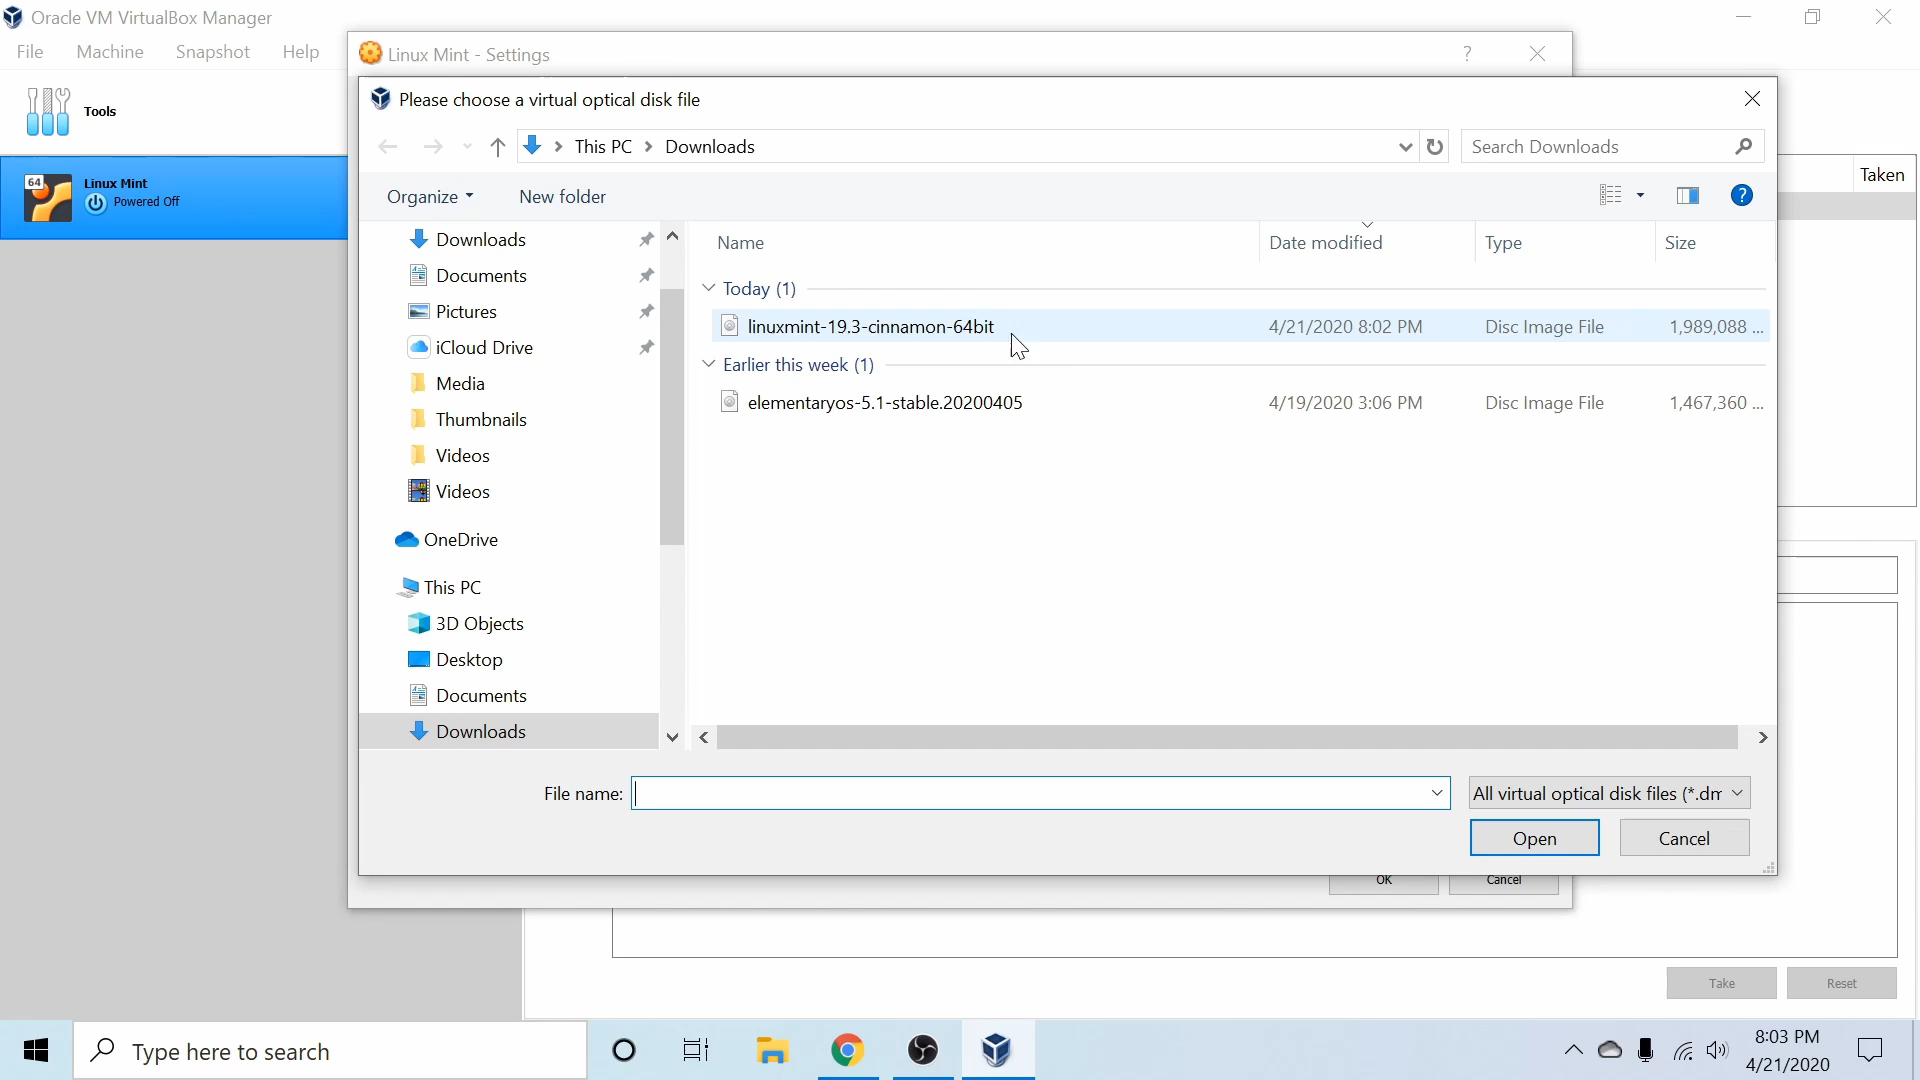 Oracle VM VirtualBox Manager
File Machine Snapshot Help
Linux Mint - Settings
?
Tools
Please choose a virtual optical disk file
This PC > Downloads
Search Downloads
Organize
New folder
?
Taken
64
Linux Mint
Powered Off
Downloads
Documents
Pictures
iCloud Drive
Media
Thumbnails
Videos
Videos
OneDrive
This PC
3D Objects
Desktop
Documents
Downloads
Name Date modified Type Size
Today (1)
linuxmint-19.3-cinnamon-64bit 4/21/2020 8:02 PM Disc Image File 1,989,088 ...
Earlier this week (1)
elementaryos-5.1-stable.20200405 4/19/2020 3:06 PM Disc Image File 1,467,360 ...
File name:
All virtual optical disk files (*.dm
Open Cancel
OK Cancel
Take Reset
Type here to search
8:03 PM
4/21/2020